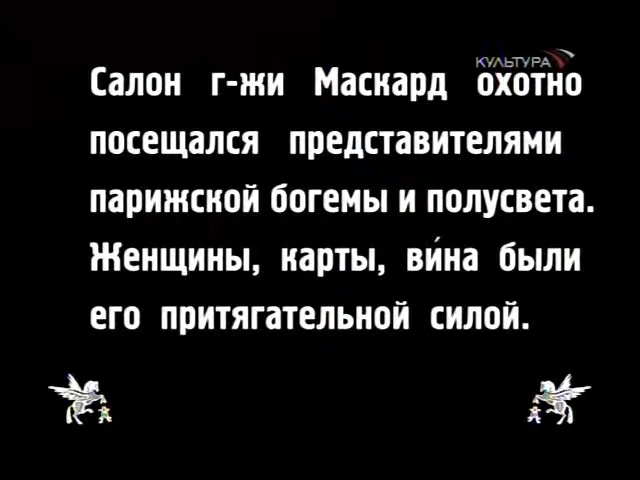 КУЛЬТУРА
Салон г-жи Маскард охотно
посещался представителями
парижской богемы и полусвета.
Женщины, карты, ви́на были
его притягательной силой.